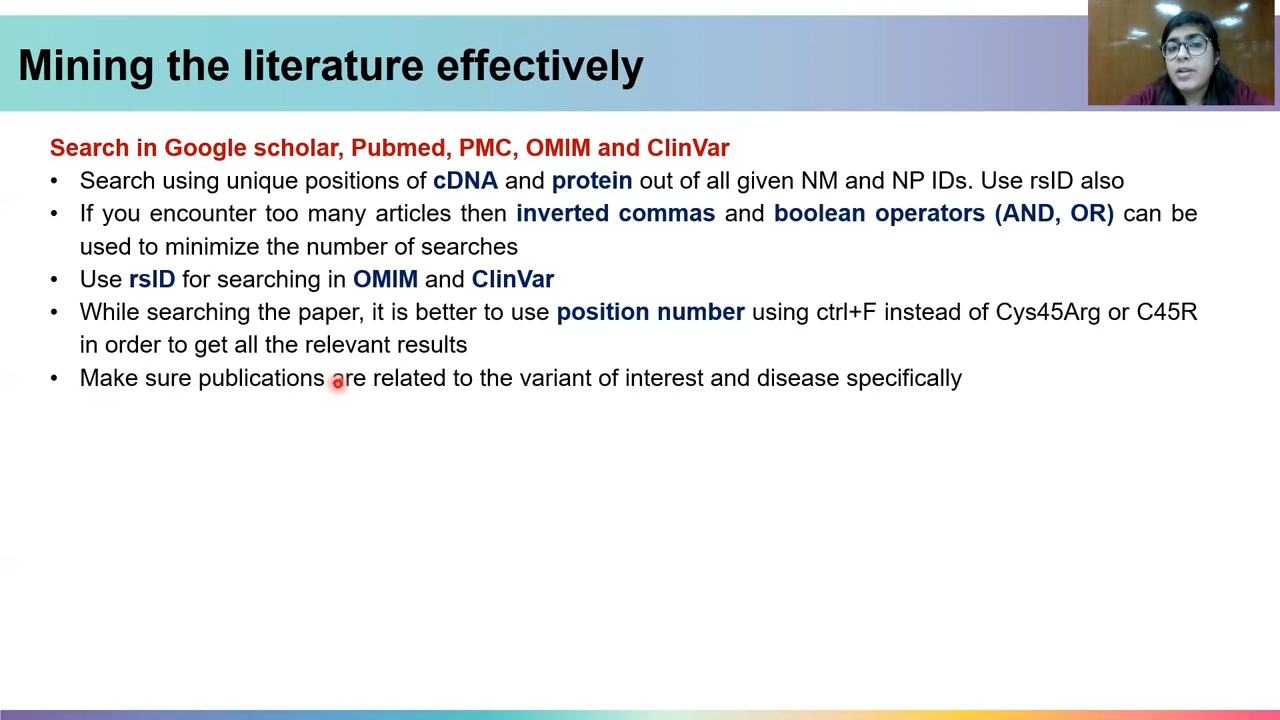 Mining the literature effectively
Search in Google scholar, Pubmed, PMC, OMIM and ClinVar
• Search using unique positions of cDNA and protein out of all given NM and NP IDs. Use rsID also
• If you encounter too many articles then inverted commas and boolean operators (AND, OR) can be
used to minimize the number of searches
• Use rsID for searching in OMIM and ClinVar
• While searching the paper, it is better to use position number using ctrl+F instead of Cys45Arg or C45R
in order to get all the relevant results
• Make sure publications are related to the variant of interest and disease specifically